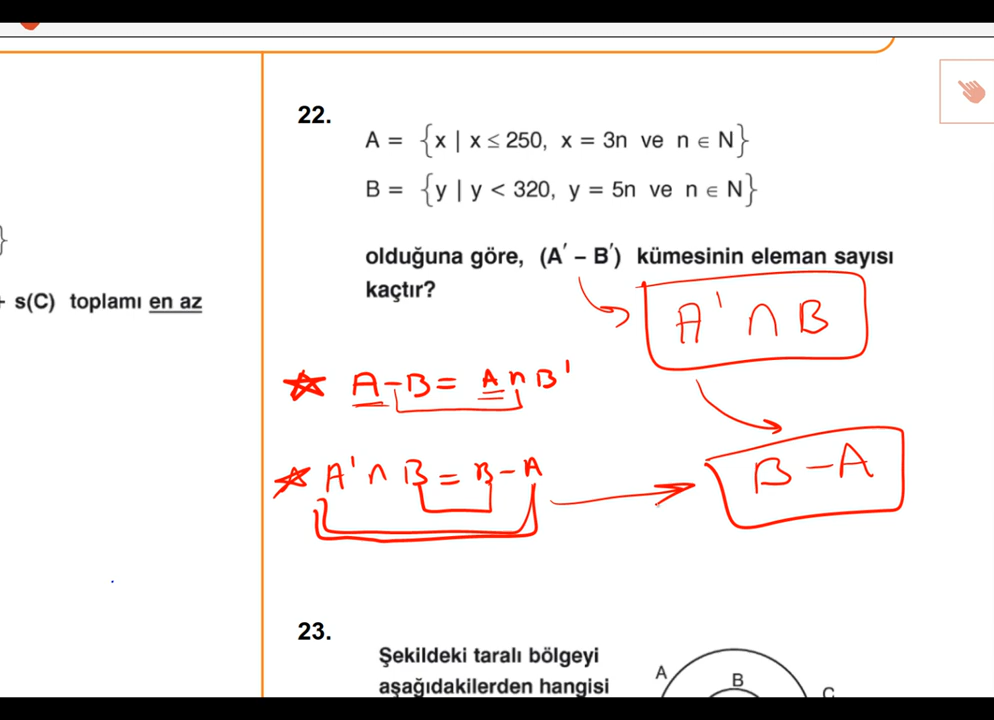 }
+ s(C) toplamı en az
22.
A = {x | x ≤ 250, x = 3n ve n ∈ N}
B = {y | y < 320, y = 5n ve n ∈ N}
olduğuna göre, (A′ – B′) kümesinin eleman sayısı
kaçtır?
A' ∩ B
A-B = A∩B'
A' ∩ B = B-A
B-A
23.
Şekildeki taralı bölgeyi
aşağıdakilerden hangisi
A
B
C